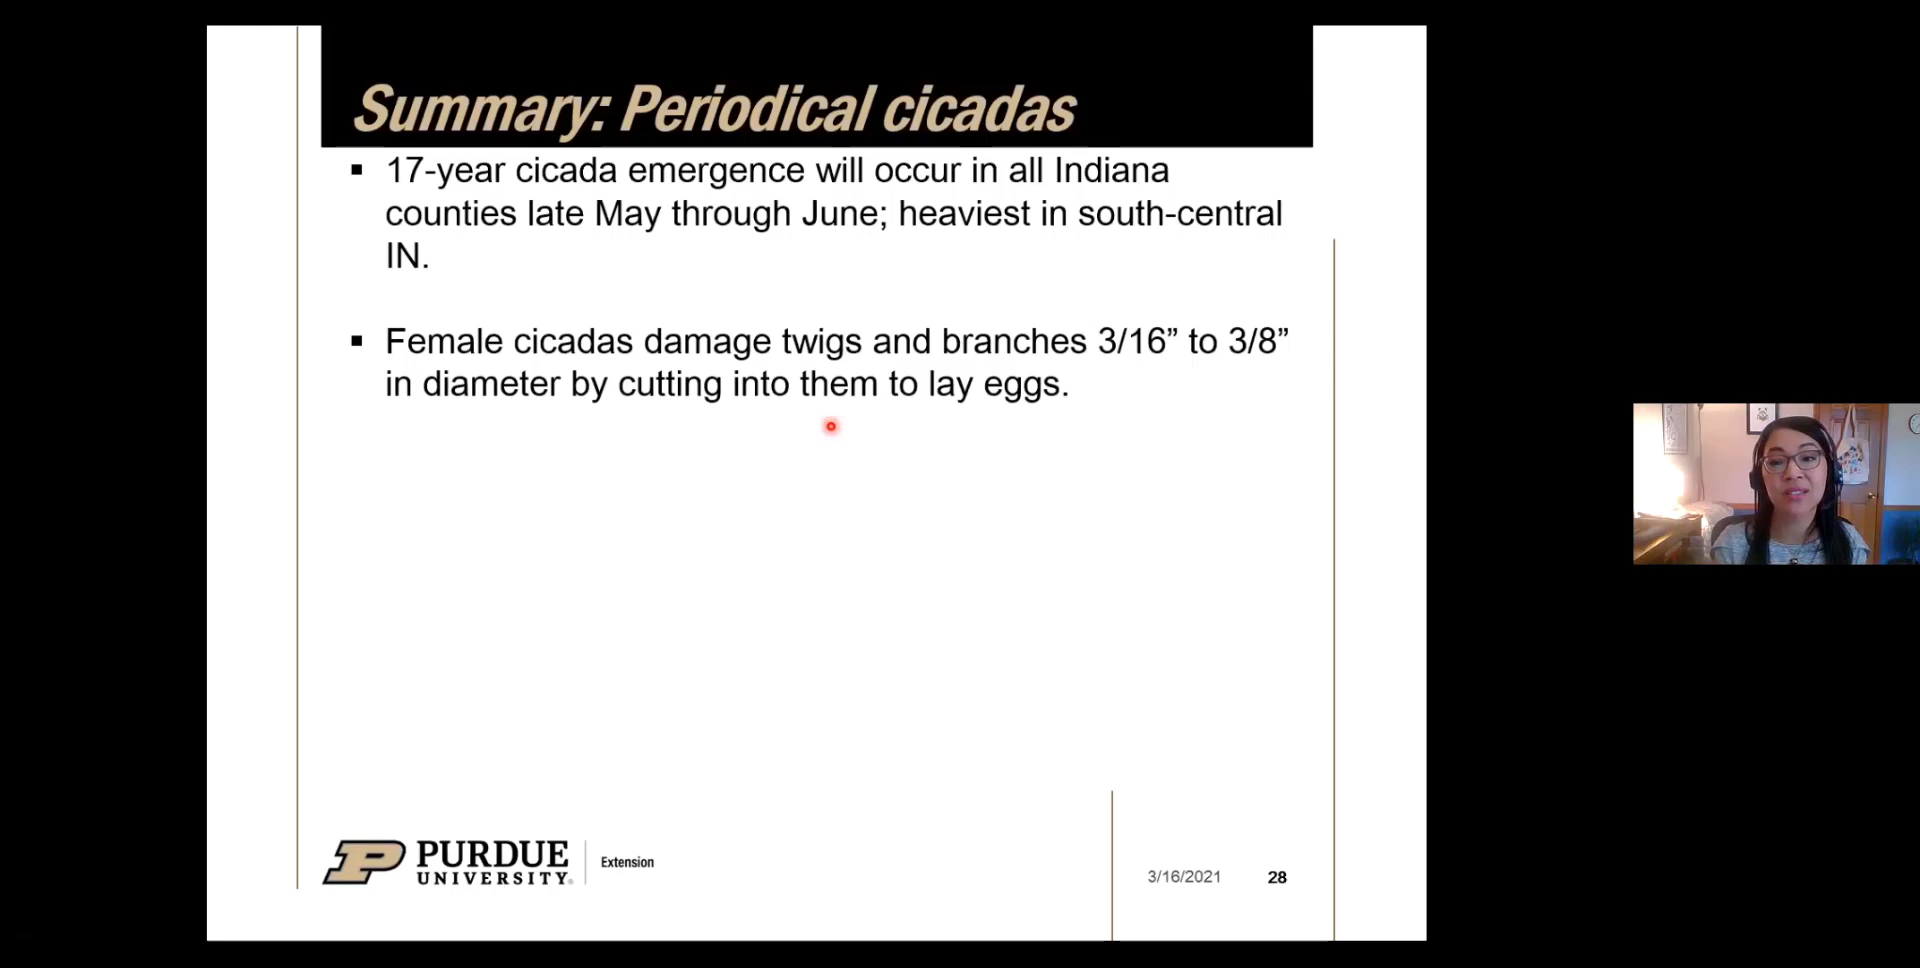 Summary: Periodical cicadas
▪ 17-year cicada emergence will occur in all Indiana
counties late May through June; heaviest in south-central
IN.
▪ Female cicadas damage twigs and branches 3/16” to 3/8”
in diameter by cutting into them to lay eggs.
PURDUE
UNIVERSITY.
Extension
3/16/2021
28